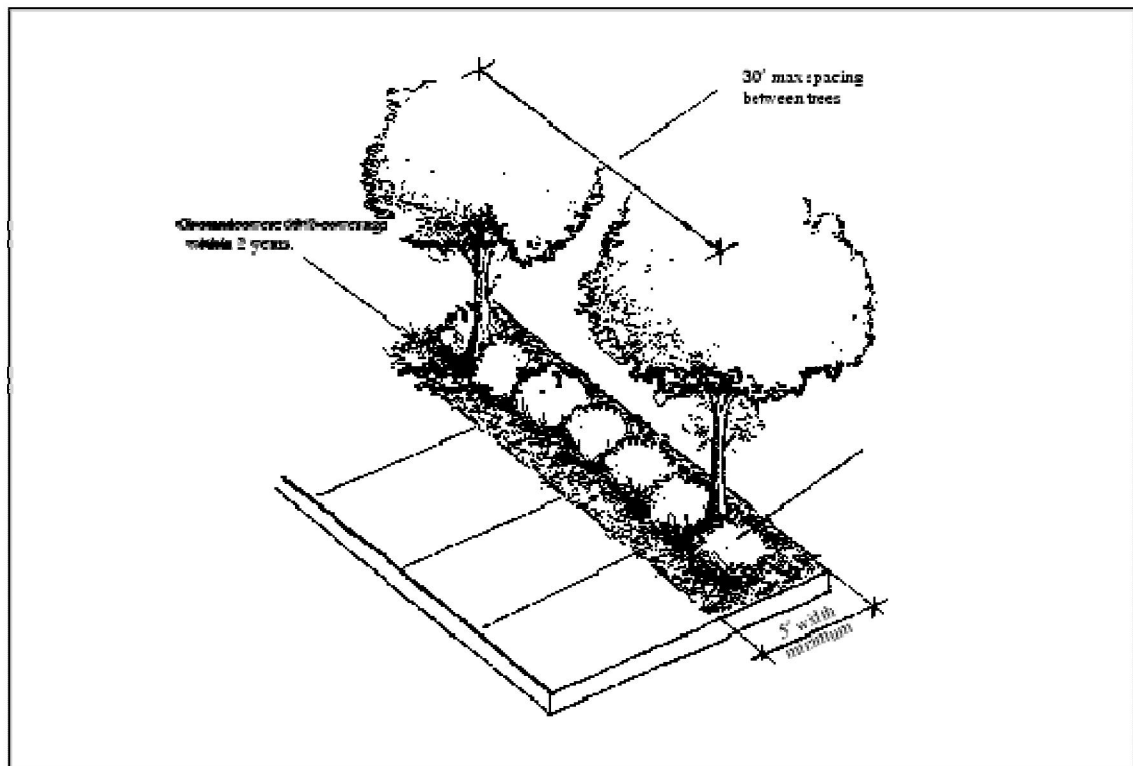 30' max spacing
between trees
within 2 years.
5' width
minimum